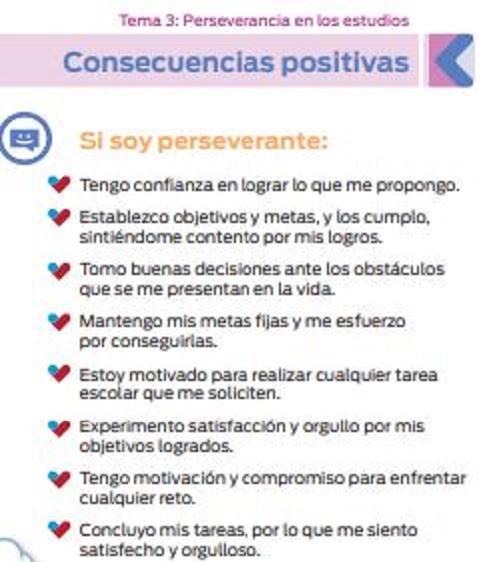 Tema 3: Perseverancia en los estudios
Consecuencias positivas
Si soy perseverante:
Tengo confianza en lograr lo que me propongo.
Establezco objetivos y metas, y los cumplo,
sintiéndome contento por mis logros.
Tomo buenas decisiones ante los obstáculos
que se me presentan en la vida.
Mantengo mis metas fijas y me esfuerzo
por conseguirlas.
Estoy motivado para realizar cualquier tarea
escolar que me soliciten.
Experimento satisfacción y orgullo por mis
objetivos logrados.
Tengo motivación y compromiso para enfrentar
cualquier reto.
Concluyo mis tareas, por lo que me siento
satisfecho y orgulloso.